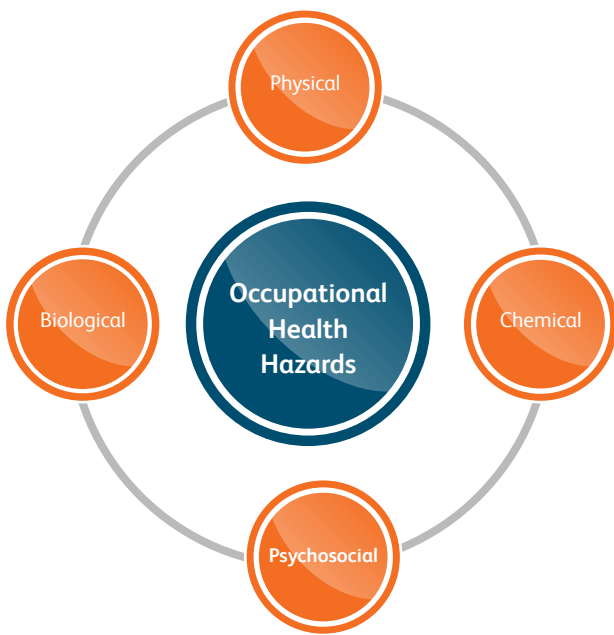 Physical
Biological
Occupational
Health
Hazards
Chemical
Psychosocial